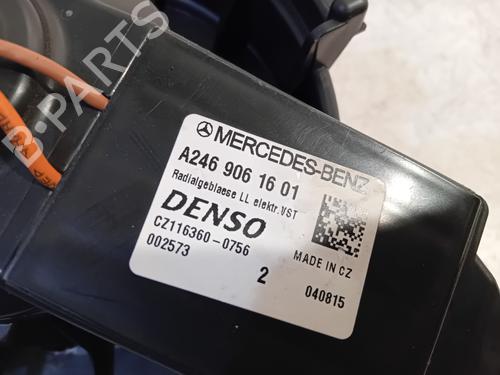 MERCEDES-BENZ
A246 906 16 01
Radialgeblaese LL elektr. VST
DENSO
CZ116360-0756
002573
2
MADE IN CZ
040815
B-PARTS